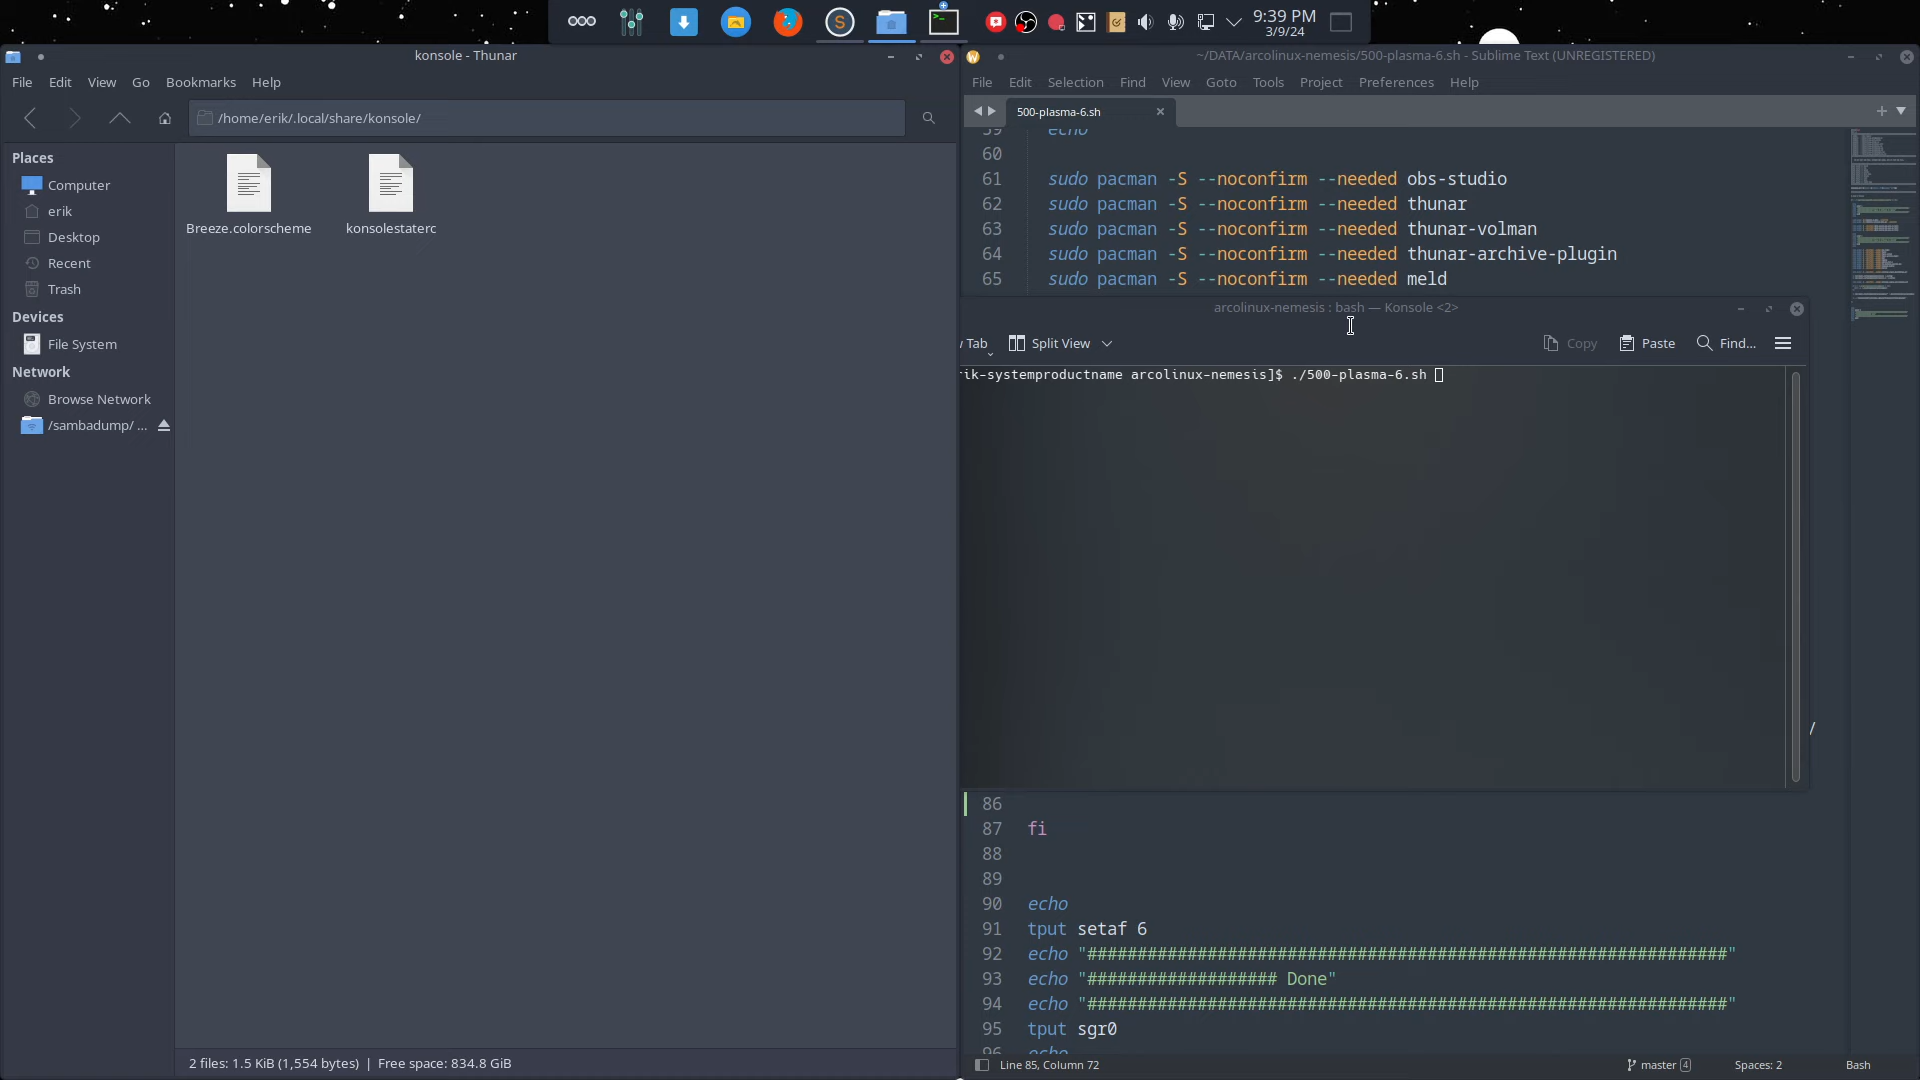 9:39 PM
3/9/24
konsole - Thunar
File Edit View Go Bookmarks Help
/home/erik/.local/share/konsole/
Places
Computer
erik
Desktop
Recent
Trash
Devices
File System
Network
Browse Network
/sambadump/ ...
Breeze.colorscheme
konsolestaterc
2 files: 1.5 KiB (1,554 bytes) | Free space: 834.8 GiB
~/DATA/arcolinux-nemesis/500-plasma-6.sh - Sublime Text (UNREGISTERED)
File Edit Selection Find View Goto Tools Project Preferences Help
500-plasma-6.sh
59 echo
60
61 sudo pacman -S --noconfirm --needed obs-studio
62 sudo pacman -S --noconfirm --needed thunar
63 sudo pacman -S --noconfirm --needed thunar-volman
64 sudo pacman -S --noconfirm --needed thunar-archive-plugin
65 sudo pacman -S --noconfirm --needed meld
arcolinux-nemesis : bash — Konsole <2>
w Tab Split View Copy Paste Find...
rik-systemproductname arcolinux-nemesis]$ ./500-plasma-6.sh
/
86
87 fi
88
89
90 echo
91 tput setaf 6
92 echo "################################################################"
93 echo "################### Done"
94 echo "################################################################"
95 tput sgr0
96 echo
Line 85, Column 72
master 4
Spaces: 2
Bash